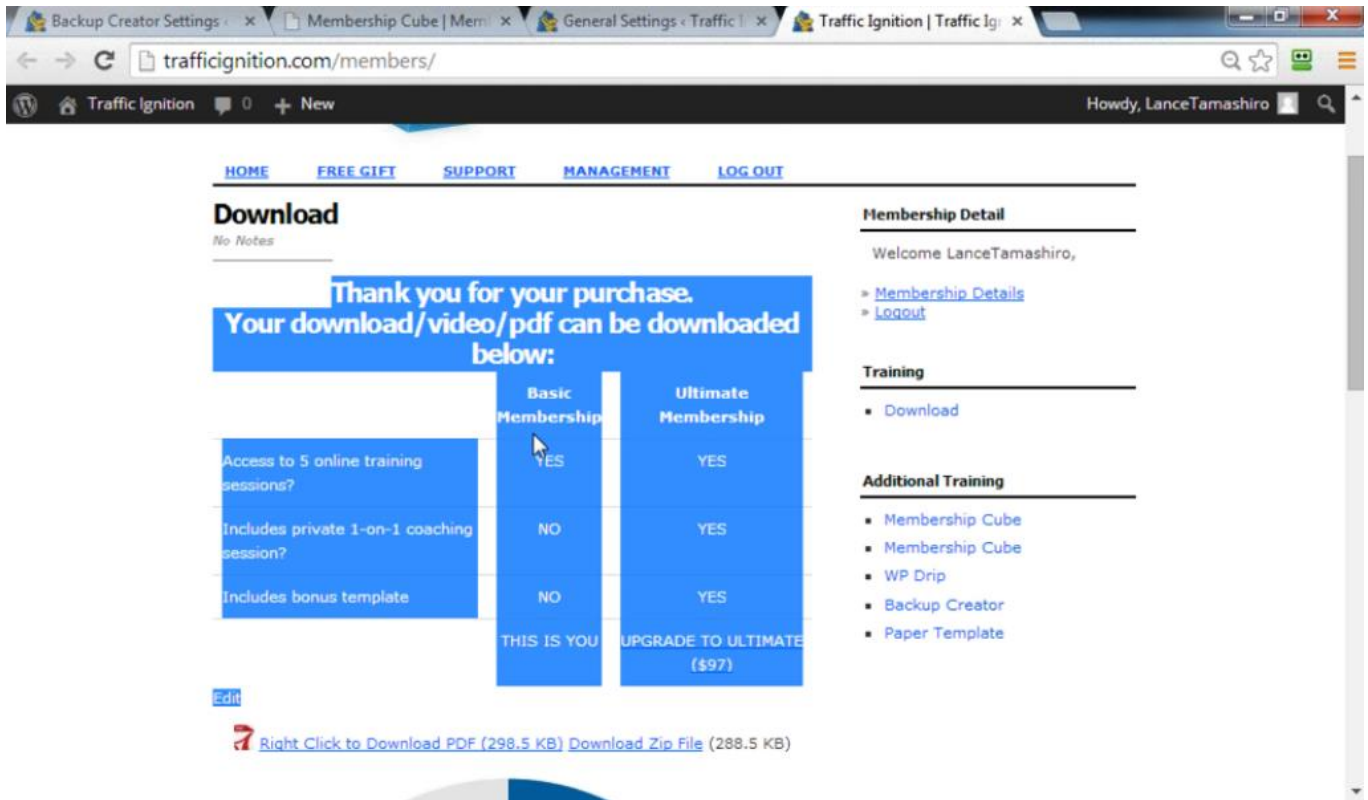 Backup Creator Settings ‹
Membership Cube | Mem
General Settings ‹ Traffic I
Traffic Ignition | Traffic Ig
trafficignition.com/members/
Traffic Ignition 0 + New
Howdy, LanceTamashiro
HOME FREE GIFT SUPPORT MANAGEMENT LOG OUT
Download
No Notes
Thank you for your purchase.
Your download/video/pdf can be downloaded
below:
Basic
Membership
Ultimate
Membership
Access to 5 online training
sessions?
YES YES
Includes private 1-on-1 coaching
session?
NO YES
Includes bonus template NO YES
THIS IS YOU
UPGRADE TO ULTIMATE
($97)
Edit
Right Click to Download PDF (298.5 KB) Download Zip File (288.5 KB)
Membership Detail
Welcome LanceTamashiro,
» Membership Details
» Logout
Training
Download
Additional Training
Membership Cube
Membership Cube
WP Drip
Backup Creator
Paper Template